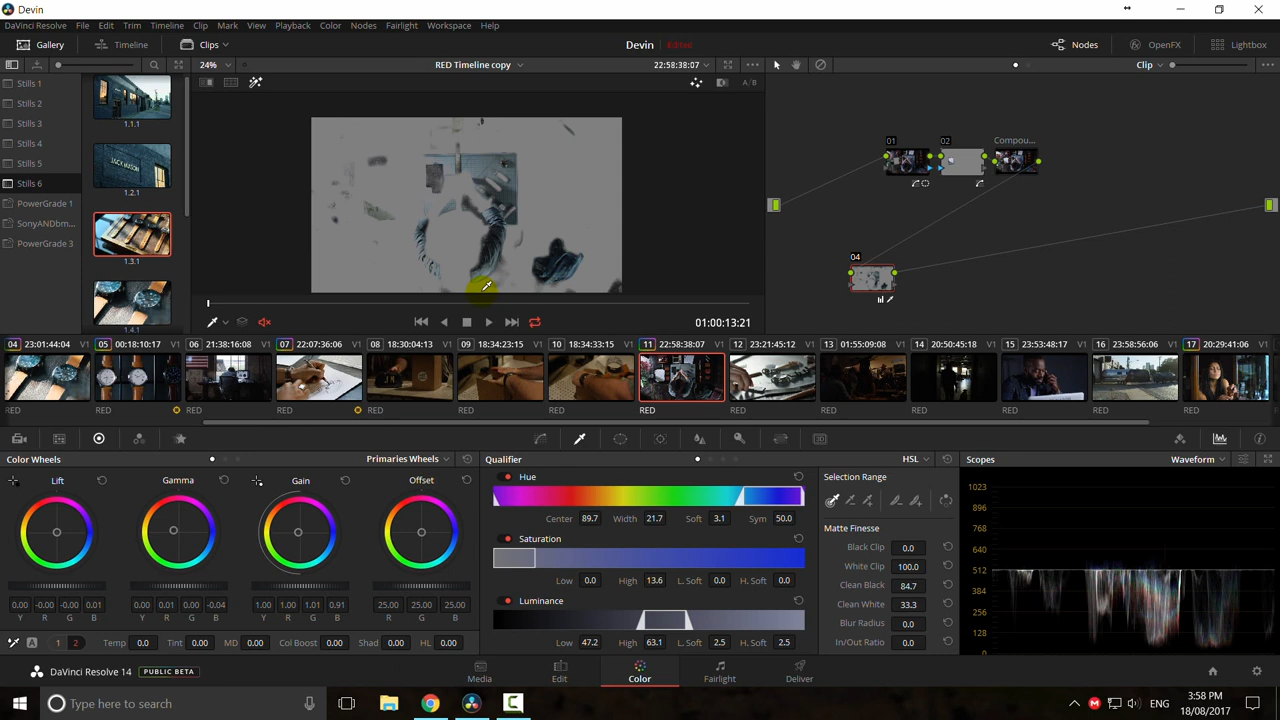 Devin
DaVinci Resolve File Edit Trim Timeline Clip Mark View Playback Color Nodes Fairlight Workspace Help
Gallery Timeline Clips Devin Edited Nodes OpenFX Lightbox
24% RED Timeline copy 22:58:38:07 Clip
Stills 1
Stills 2
Stills 3
Stills 4
Stills 5
Stills 6
PowerGrade 1
SonyANDbm...
PowerGrade 3
1.1.1
JACK MASON
1.2.1
1.3.1
1.4.1
A/B
01 02 Compou...
04
01:00:13:21
04 23:01:44:04 V1 05 00:18:10:17 V1 06 21:38:16:08 V1 07 22:07:36:06 V1 08 18:30:04:13 V1 09 18:34:23:15 V1 10 18:34:33:15 V1 11 22:58:38:07 V1 12 23:21:45:12 V1 13 01:55:09:08 V1 14 20:50:45:18 V1 15 23:53:48:17 V1 16 23:58:56:06 V1 17 20:29:41:06 V1
RED RED RED RED RED RED RED RED RED RED RED RED RED RED
Color Wheels Primaries Wheels Qualifier HSL Scopes Waveform
Lift Gamma Gain Offset
0.00 -0.00 -0.00 0.01 0.00 0.01 0.00 -0.04 1.00 1.00 1.01 0.91 25.00 25.00 25.00
Y R G B Y R G B Y R G B R G B
A 1 2 Temp 0.0 Tint 0.00 MD 0.00 Col Boost 0.00 Shad 0.00 HL 0.00
Hue
Center 89.7 Width 21.7 Soft 3.1 Sym 50.0
Saturation
Low 0.0 High 13.6 L. Soft 0.0 H. Soft 0.0
Luminance
Low 47.2 High 63.1 L. Soft 2.5 H. Soft 2.5
Selection Range
Matte Finesse
Black Clip 0.0
White Clip 100.0
Clean Black 84.7
Clean White 33.3
Blur Radius 0.0
In/Out Ratio 0.0
1023
896
768
640
512
384
256
128
0
DaVinci Resolve 14 PUBLIC BETA
Media Edit Color Fairlight Deliver
Type here to search
ENG
3:58 PM
18/08/2017